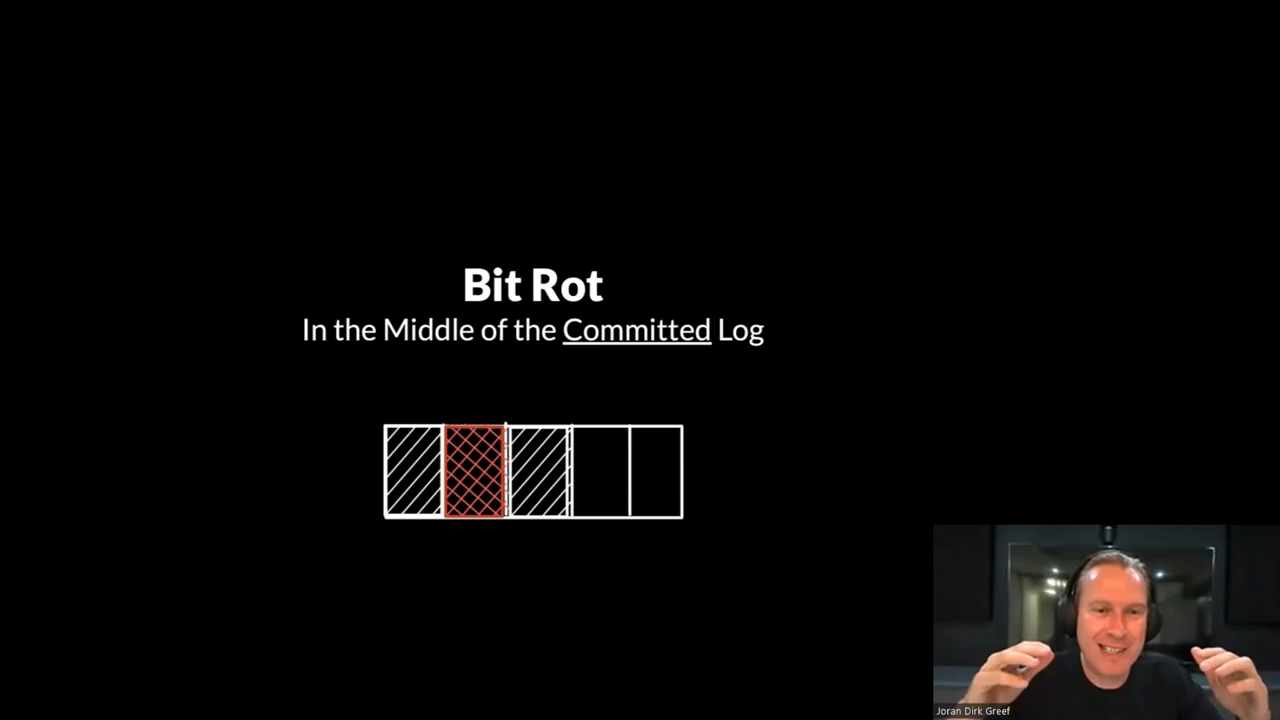 Bit Rot
In the Middle of the Committed Log
Joran Dirk Greef